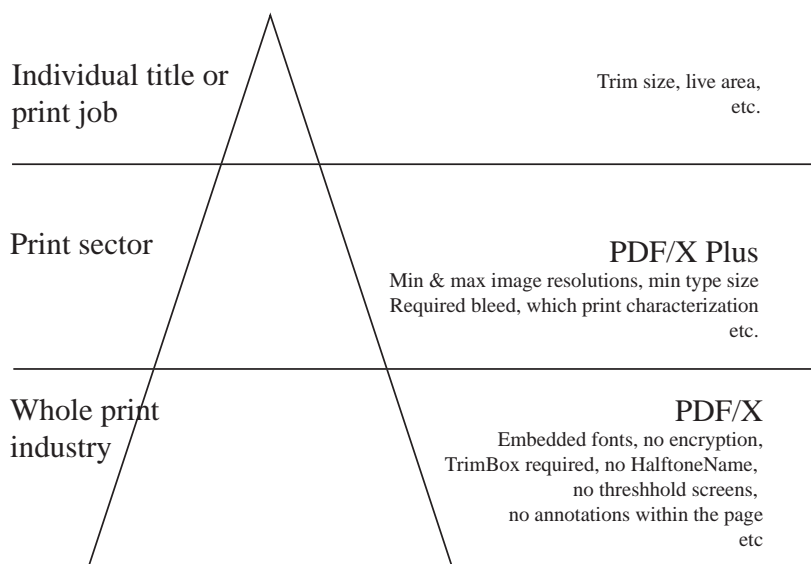 Individual title or
print job
Trim size, live area,
etc.
Print sector
PDF/X Plus
Min & max image resolutions, min type size
Required bleed, which print characterization
etc.
Whole print
industry
PDF/X
Embedded fonts, no encryption,
TrimBox required, no HalftoneName,
no threshhold screens,
no annotations within the page
etc